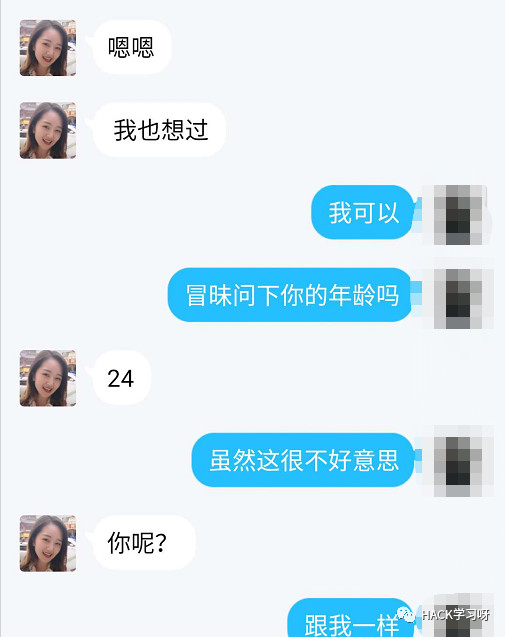 嗯嗯
我也想过
我可以
冒昧问下你的年龄吗
24
虽然这很不好意思
你呢？
跟我一样
HACK学习呀